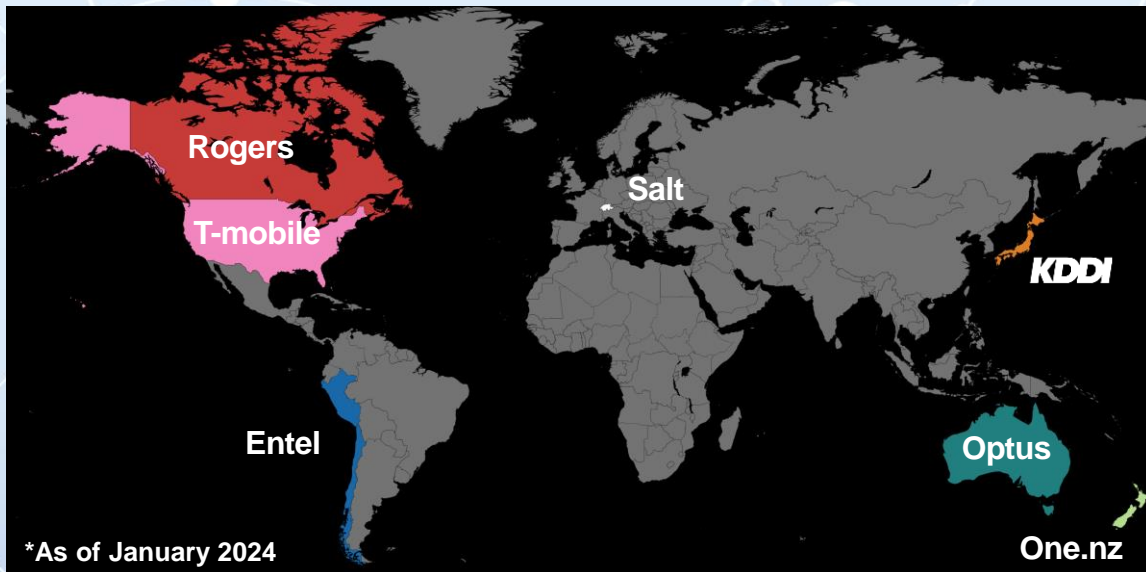 Rogers
Salt
T-mobile
KDDI
Entel
Optus
*As of January 2024
One.nz